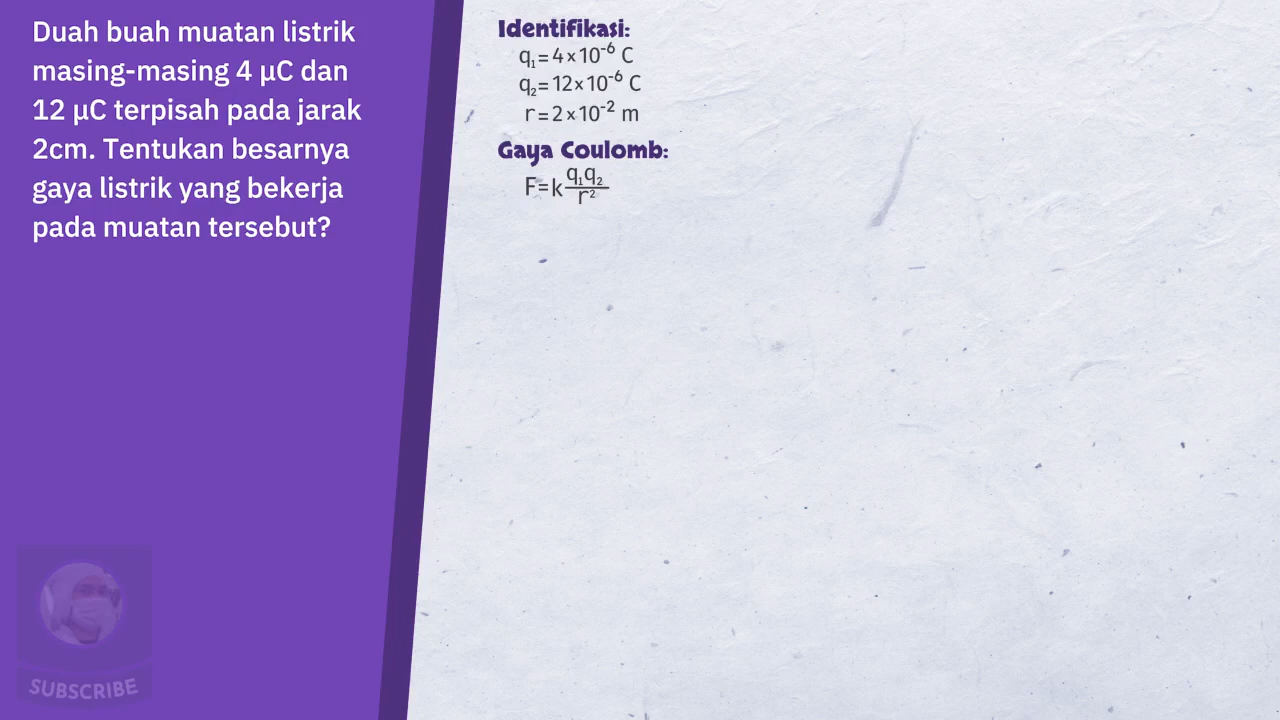 Duah buah muatan listrik
masing-masing 4 µC dan
12 µC terpisah pada jarak
2cm. Tentukan besarnya
gaya listrik yang bekerja
pada muatan tersebut?
Identifikasi:
q₁=4×10⁻⁶ C
q₂=12×10⁻⁶ C
r=2×10⁻² m
Gaya Coulomb:
F=k q₁q₂/r²
SUBSCRIBE